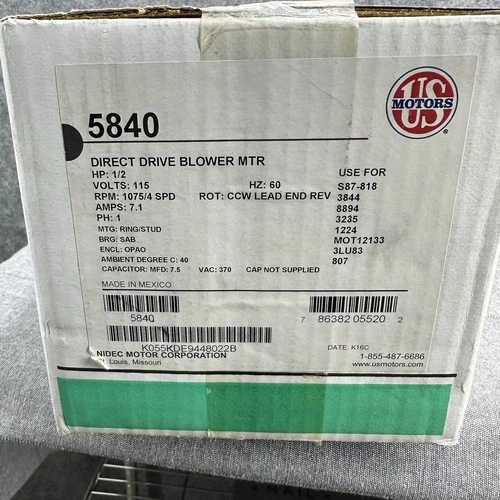 US
MOTORS
®
5840
DIRECT DRIVE BLOWER MTR
HP: 1/2 USE FOR
VOLTS: 115 HZ: 60 S87-818
RPM: 1075/4 SPD ROT: CCW LEAD END REV 3844
AMPS: 7.1 8894
PH: 1 3235
MTG: RING/STUD 1224
BRG: SAB MOT12133
ENCL: OPAO 3LU83
AMBIENT DEGREE C: 40 807
CAPACITOR: MFD: 7.5 VAC: 370 CAP NOT SUPPLIED
MADE IN MEXICO
5840 7 86382 05520 2
K055KDE9448022B DATE: K16C
NIDEC MOTOR CORPORATION 1-855-487-6686
St. Louis, Missouri www.usmotors.com